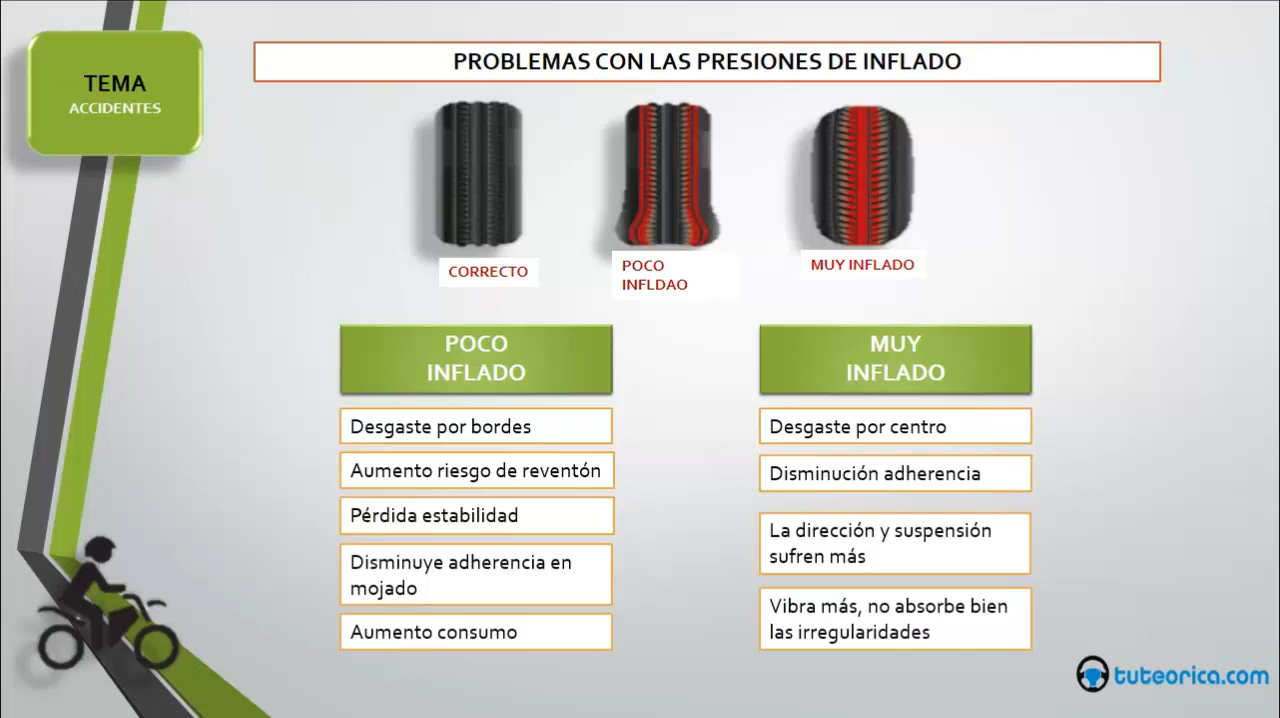 TEMA
ACCIDENTES
PROBLEMAS CON LAS PRESIONES DE INFLADO
CORRECTO
POCO
INFLDAO
MUY INFLADO
POCO
INFLADO
Desgaste por bordes
Aumento riesgo de reventón
Pérdida estabilidad
Disminuye adherencia en
mojado
Aumento consumo
MUY
INFLADO
Desgaste por centro
Disminución adherencia
La dirección y suspensión
sufren más
Vibra más, no absorbe bien
las irregularidades
tuteorica.com